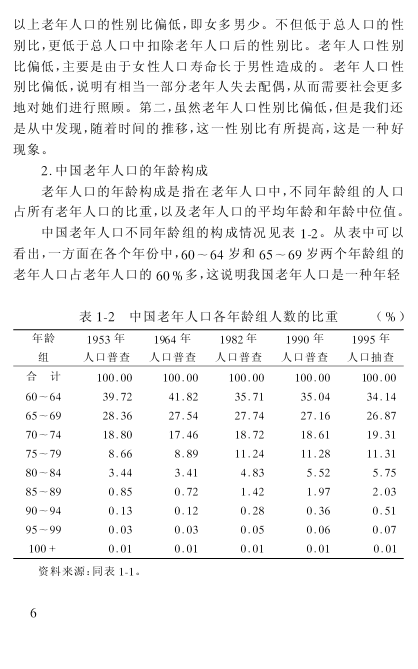 以上老年人口的性别比偏低,即女多男少。不但低于总人口的性
别比,更低于总人口中扣除老年人口后的性别比。老年人口性别
比偏低,主要是由于女性人口寿命长于男性造成的。老年人口性
别比偏低,说明有相当一部分老年人失去配偶,从而需要社会更多
地对她们进行照顾。第二,虽然老年人口性别比偏低,但是我们还
是从中发现,随着时间的推移,这一性别比有所提高,这是一种好
现象。
2.中国老年人口的年龄构成
老年人口的年龄构成是指在老年人口中,不同年龄组的人口
占所有老年人口的比重,以及老年人口的平均年龄和年龄中位值。
中国老年人口不同年龄组的构成情况见表 1-2。从表中可以
看出,一方面在各个年份中,60～64 岁和 65～69 岁两个年龄组的
老年人口占老年人口的 60%多,这说明我国老年人口是一种年轻
表 1-2 中国老年人口各年龄组人数的比重 (%)
年龄 1953 年 1964 年 1982 年 1990 年 1995 年
组 人口普查 人口普查 人口普查 人口普查 人口抽查
合 计 100.00 100.00 100.00 100.00 100.00
60～64 39.72 41.82 35.71 35.04 34.14
65～69 28.36 27.54 27.74 27.16 26.87
70～74 18.80 17.46 18.72 18.61 19.31
75～79 8.66 8.89 11.24 11.28 11.31
80～84 3.44 3.41 4.83 5.52 5.75
85～89 0.85 0.72 1.42 1.97 2.03
90～94 0.13 0.12 0.28 0.36 0.51
95～99 0.03 0.03 0.05 0.06 0.07
100+ 0.01 0.01 0.01 0.01 0.01
资料来源:同表 1-1。
6